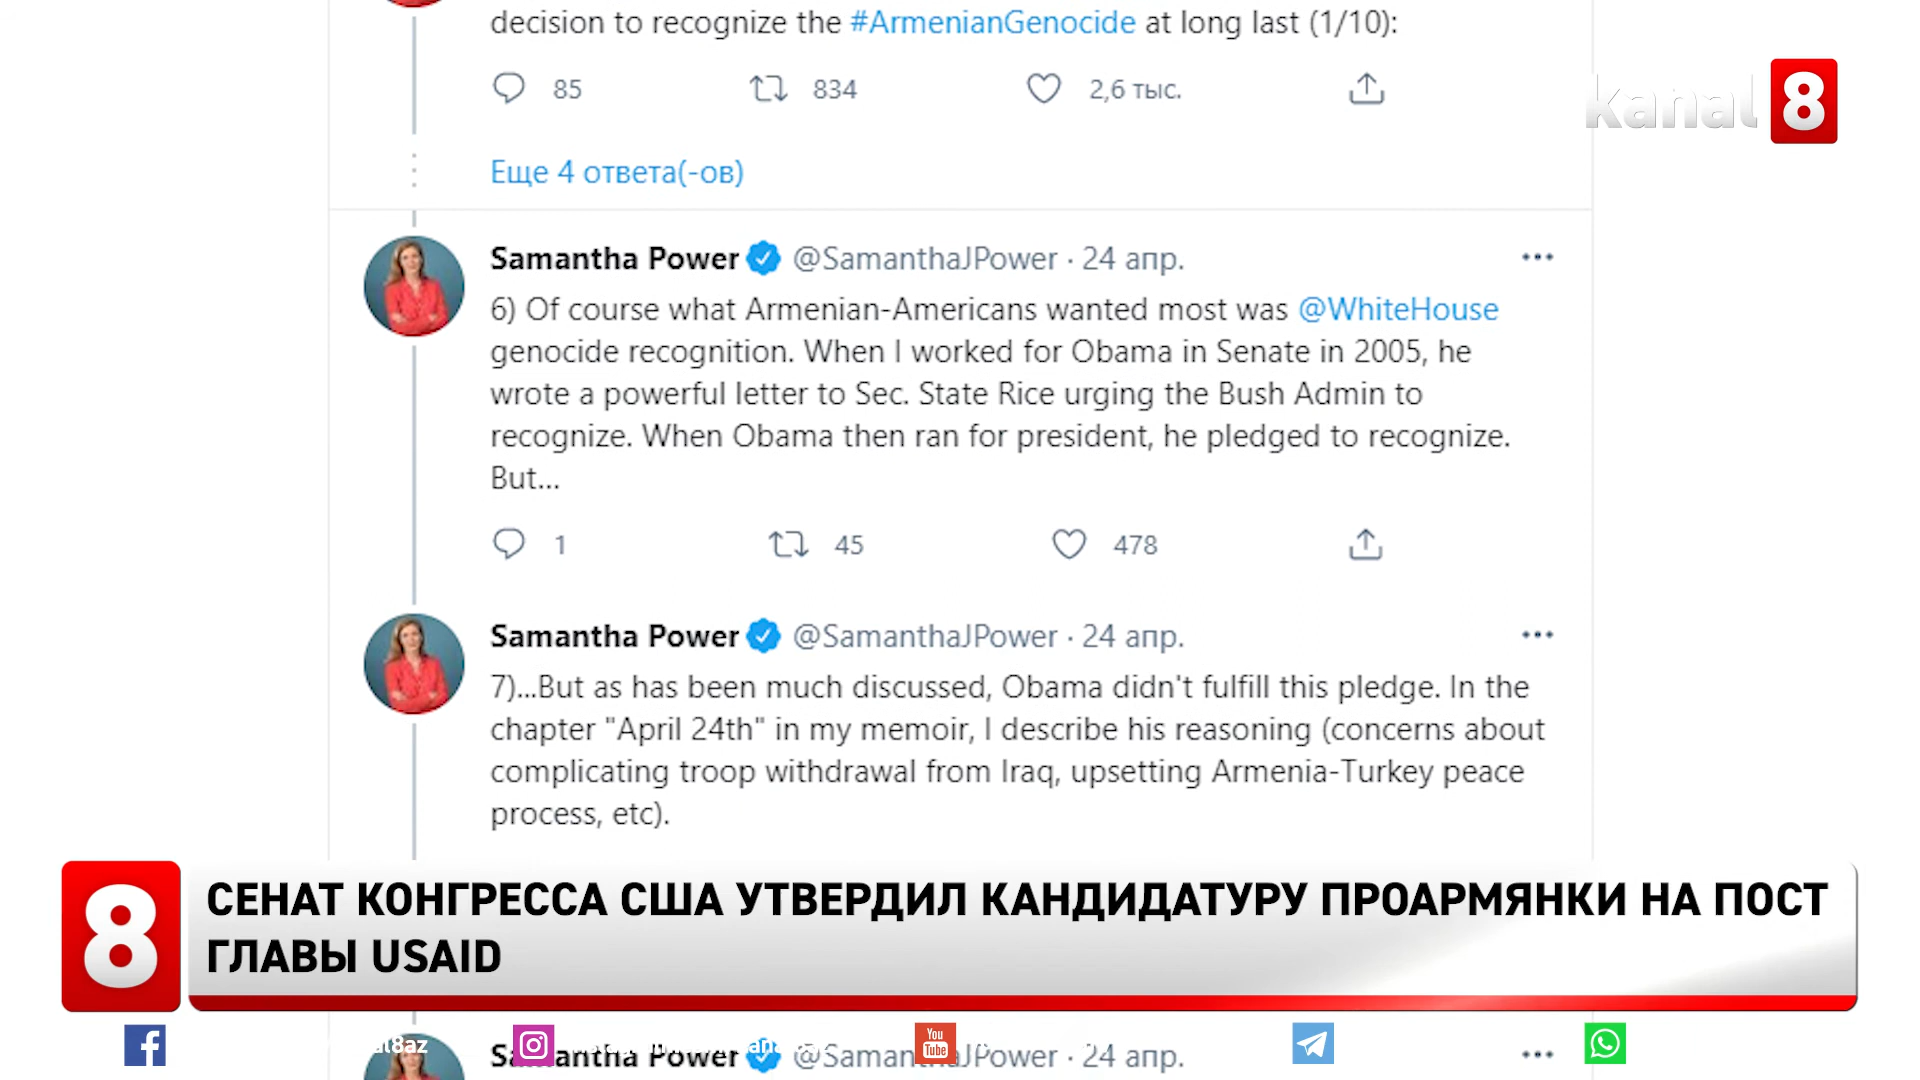 decision to recognize the #ArmenianGenocide at long last (1/10):
85 834 2,6 тыс.
kanal 8
Еще 4 ответа(-ов)
Samantha Power @SamanthaJPower · 24 апр.
6) Of course what Armenian-Americans wanted most was @WhiteHouse
genocide recognition. When I worked for Obama in Senate in 2005, he
wrote a powerful letter to Sec. State Rice urging the Bush Admin to
recognize. When Obama then ran for president, he pledged to recognize.
But...
1 45 478
Samantha Power @SamanthaJPower · 24 апр.
7)...But as has been much discussed, Obama didn't fulfill this pledge. In the
chapter "April 24th" in my memoir, I describe his reasoning (concerns about
complicating troop withdrawal from Iraq, upsetting Armenia-Turkey peace
process, etc).
8
СЕНАТ КОНГРЕССА США УТВЕРДИЛ КАНДИДАТУРУ ПРОАРМЯНКИ НА ПОСТ
ГЛАВЫ USAID
Samantha Power @SamanthaJPower · 24 апр.
You Tube